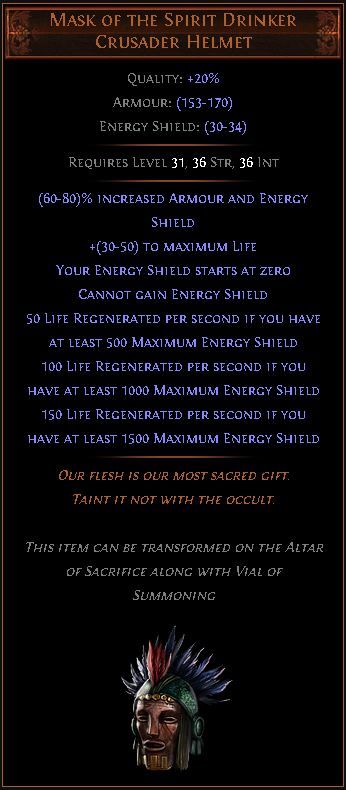 Mask of the Spirit Drinker
Crusader Helmet
Quality: +20%
Armour: (153-170)
Energy Shield: (30-34)
Requires Level 31, 36 Str, 36 Int
(60-80)% increased Armour and Energy
Shield
+(30-50) to maximum Life
Your Energy Shield starts at zero
Cannot gain Energy Shield
50 Life Regenerated per second if you have
at least 500 Maximum Energy Shield
100 Life Regenerated per second if you
have at least 1000 Maximum Energy Shield
150 Life Regenerated per second if you
have at least 1500 Maximum Energy Shield
Our flesh is our most sacred gift.
Taint it not with the occult.
This item can be transformed on the Altar
of Sacrifice along with Vial of
Summoning